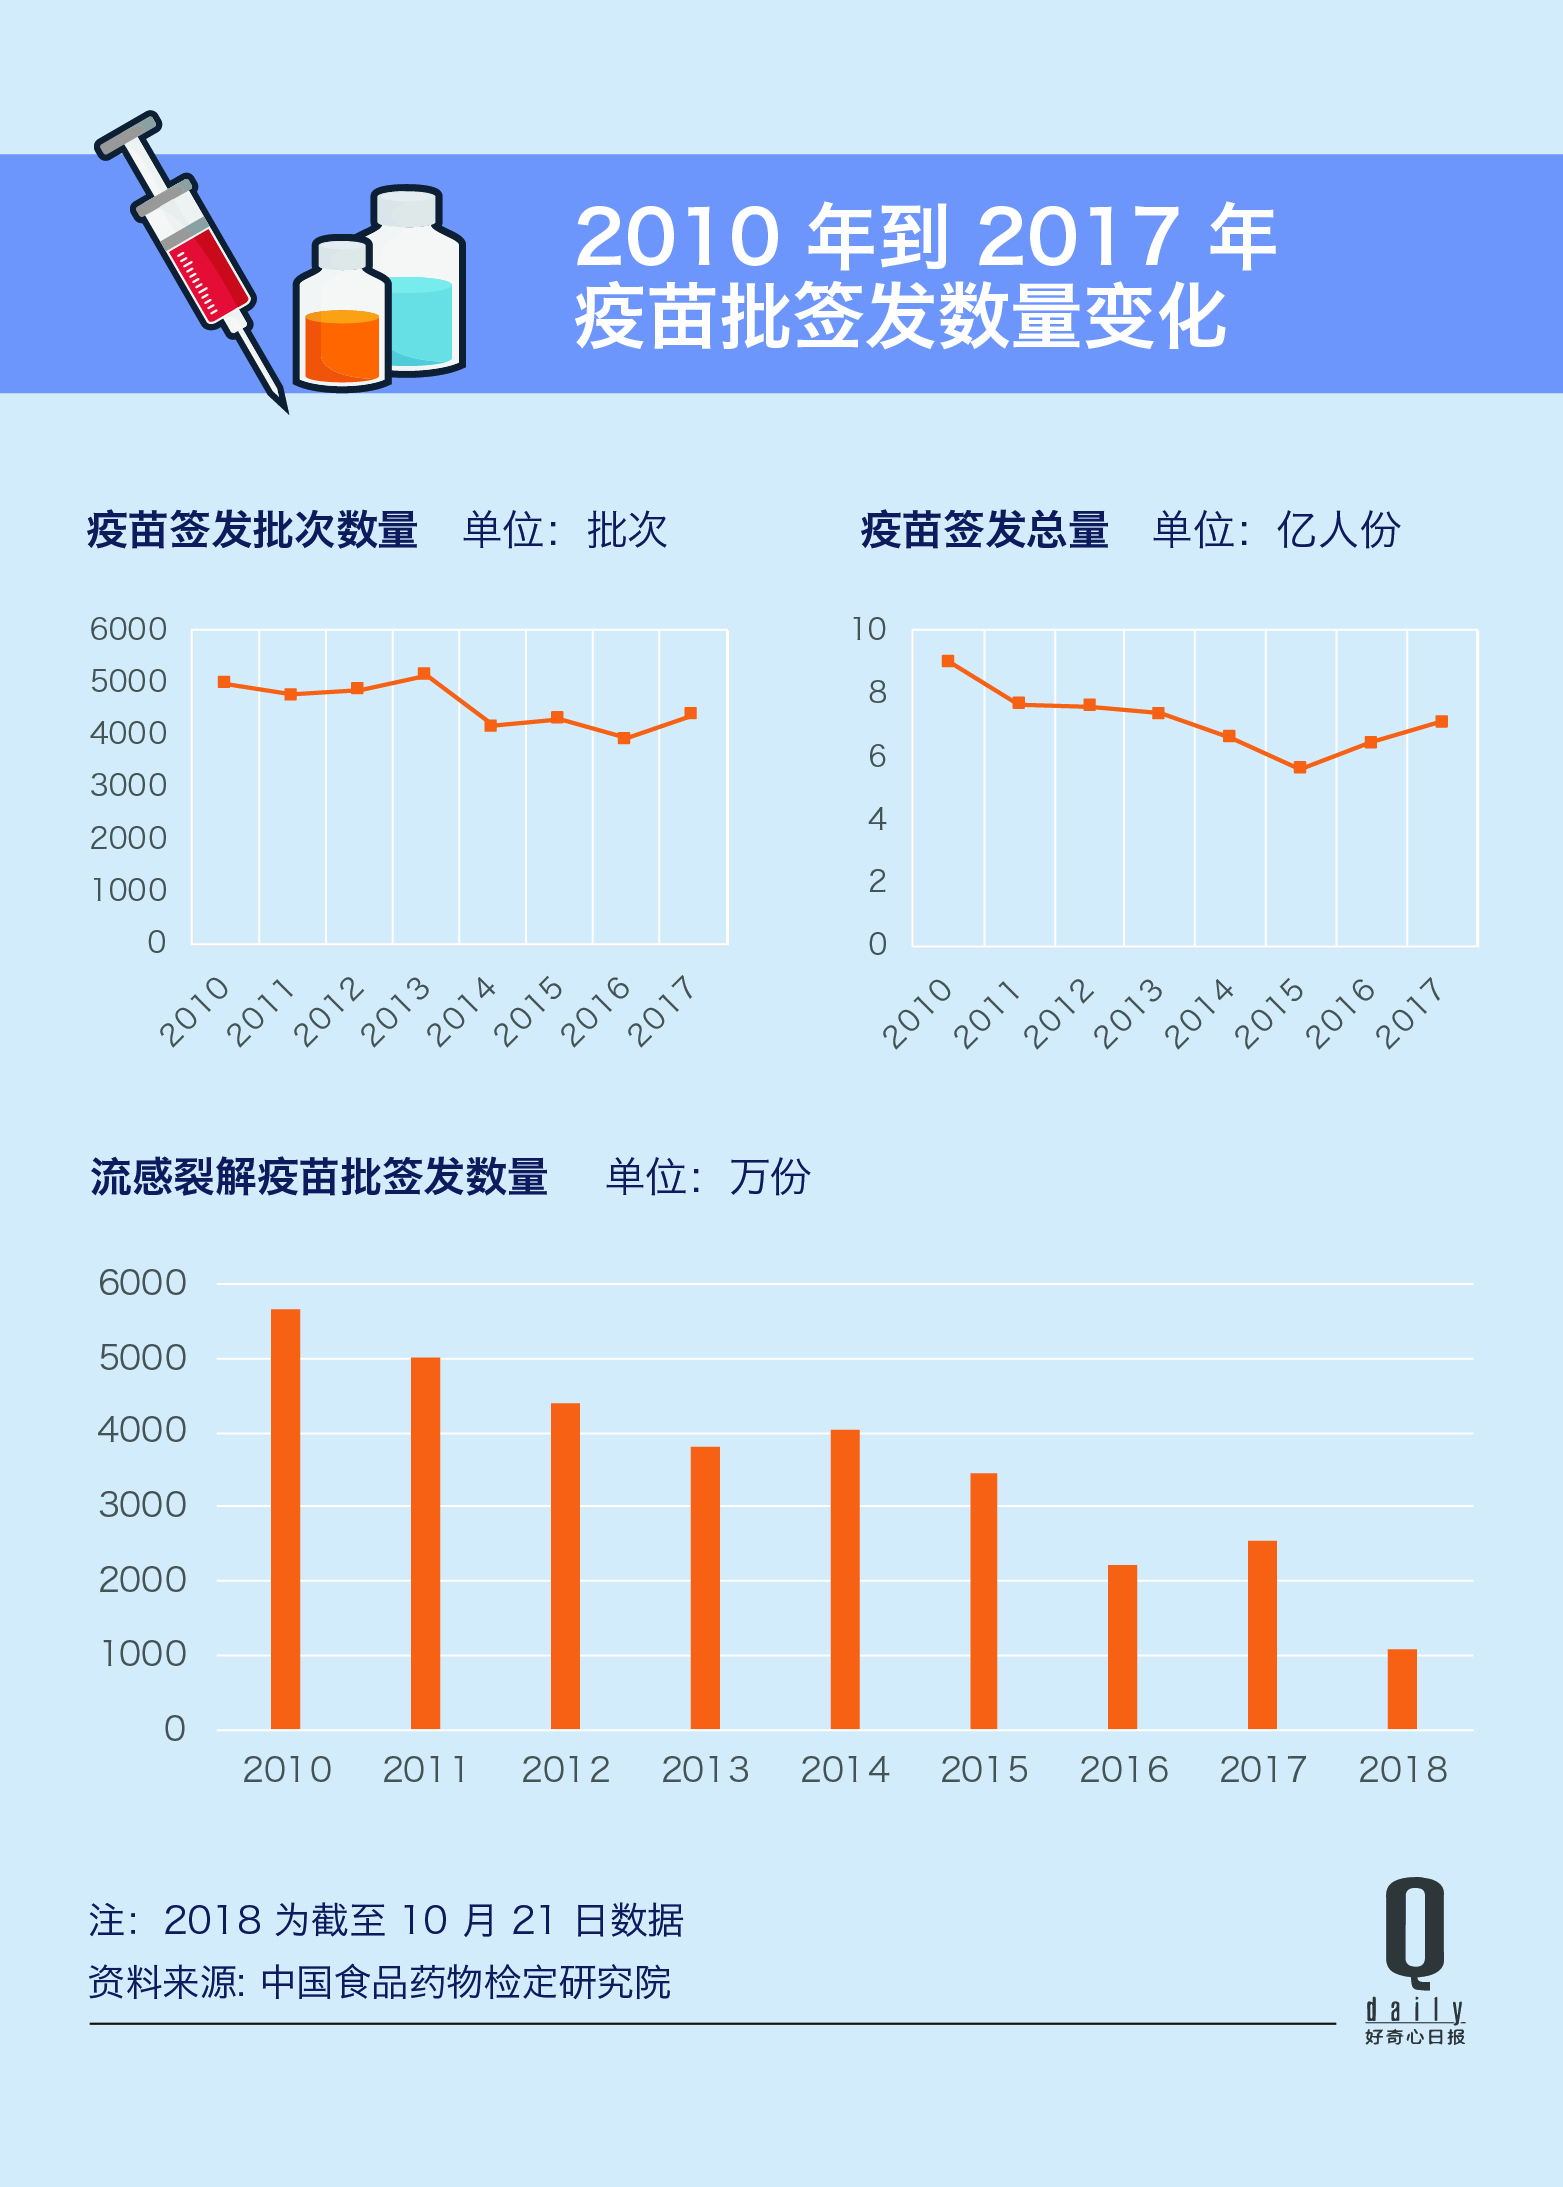 2010 年到 2017 年
疫苗批签发数量变化
疫苗签发批次数量 单位：批次
6000
5000
4000
3000
2000
1000
0
2010 2011 2012 2013 2014 2015 2016 2017
疫苗签发总量 单位：亿人份
10
8
6
4
2
0
2010 2011 2012 2013 2014 2015 2016 2017
流感裂解疫苗批签发数量 单位：万份
6000
5000
4000
3000
2000
1000
0
2010 2011 2012 2013 2014 2015 2016 2017 2018
注：2018 为截至 10 月 21 日数据
资料来源: 中国食品药物检定研究院
Q
daily
好奇心日报